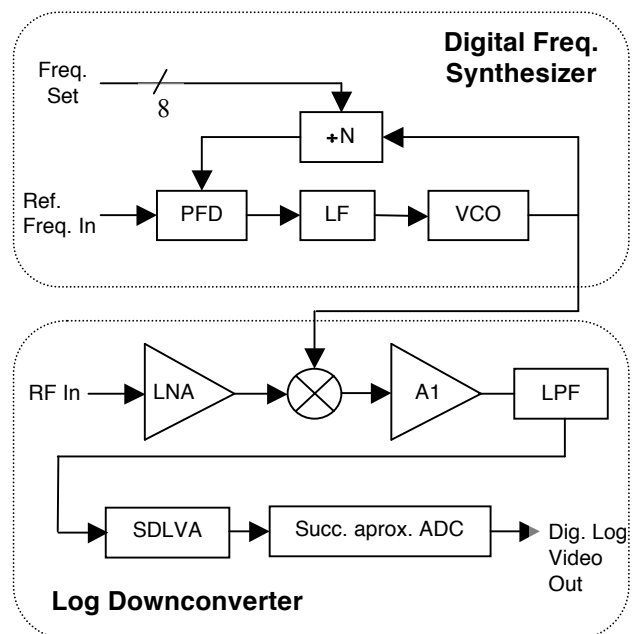 Digital Freq.
Synthesizer
Freq.
Set
8
÷N
Ref.
Freq. In
PFD
LF
VCO
RF In
LNA
A1
LPF
SDLVA
Succ. aprox. ADC
Dig. Log
Video
Out
Log Downconverter